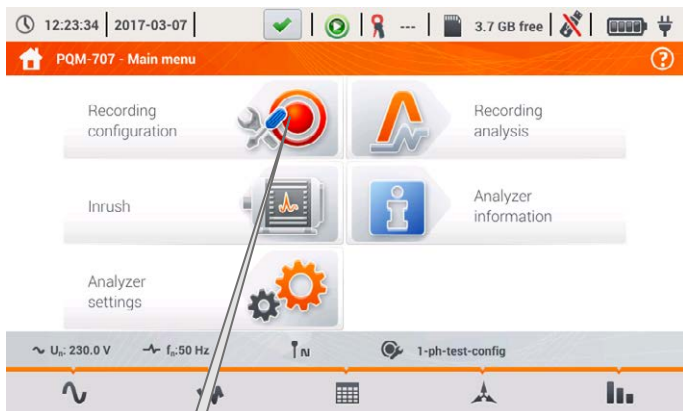 12:23:34 2017-03-07 --- 3.7 GB free
PQM-707 - Main menu ?
Recording
configuration
Recording
analysis
Inrush
Analyzer
information
Analyzer
settings
Uₙ: 230.0 V fₙ:50 Hz N 1-ph-test-config